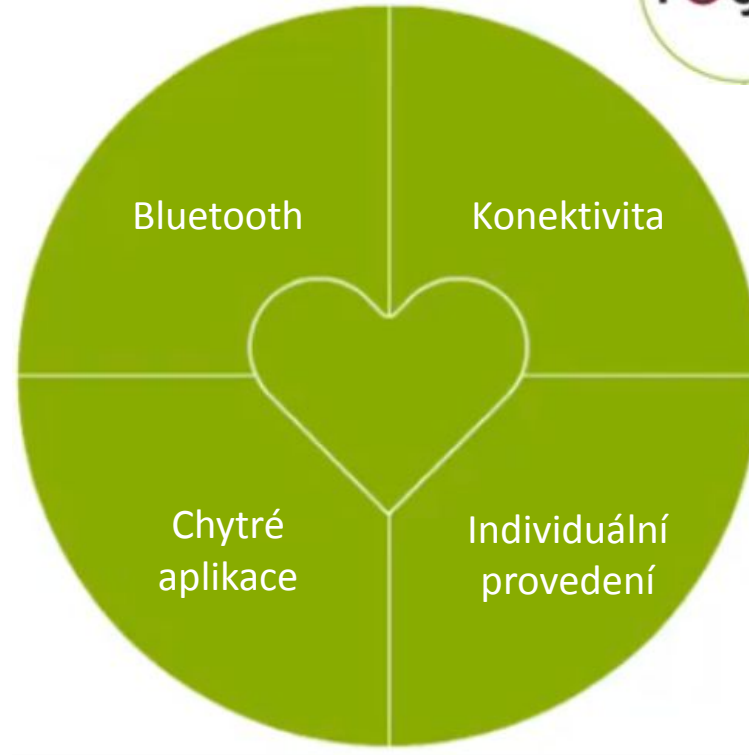 Bluetooth
Konektivita
Chytré
aplikace
Individuální
provedení